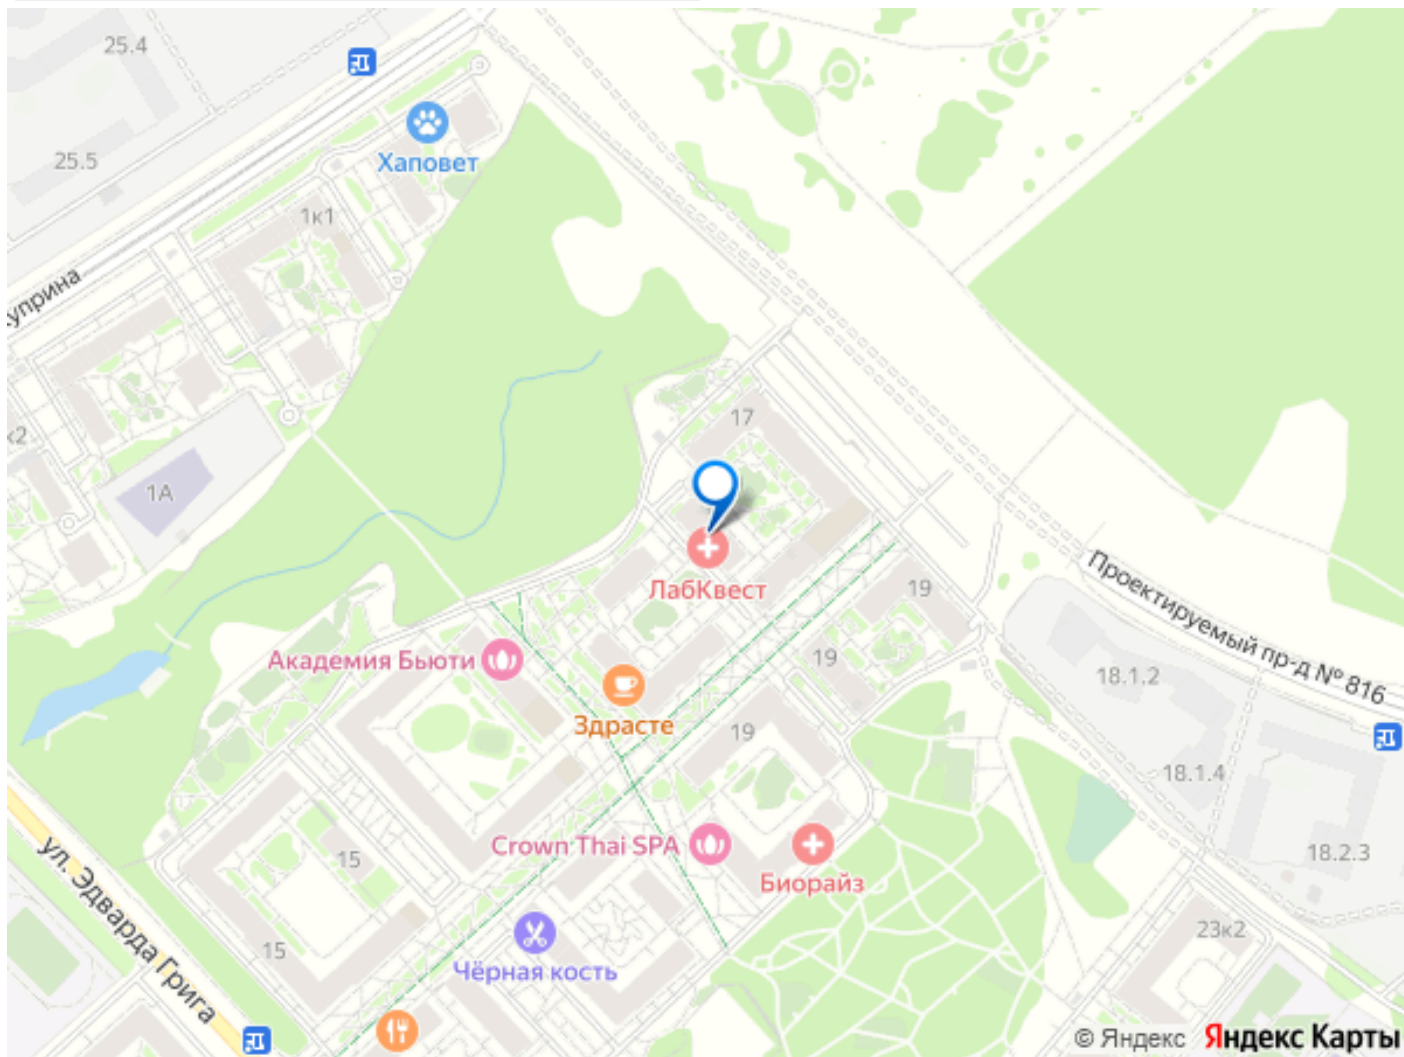 25.4
25.5
Хаповет
1к1
уприна
к2
1А
17
ЛабКвест
19
Проектируемый пр-д № 816
Академия Бьюти
19
18.1.2
Здрасте
19
18.1.4
ул. Эдварда Грига
15
Crown Thai SPA
Биорайз
18.2.3
15
Чёрная кость
23к2
© Яндекс Яндекс Карты